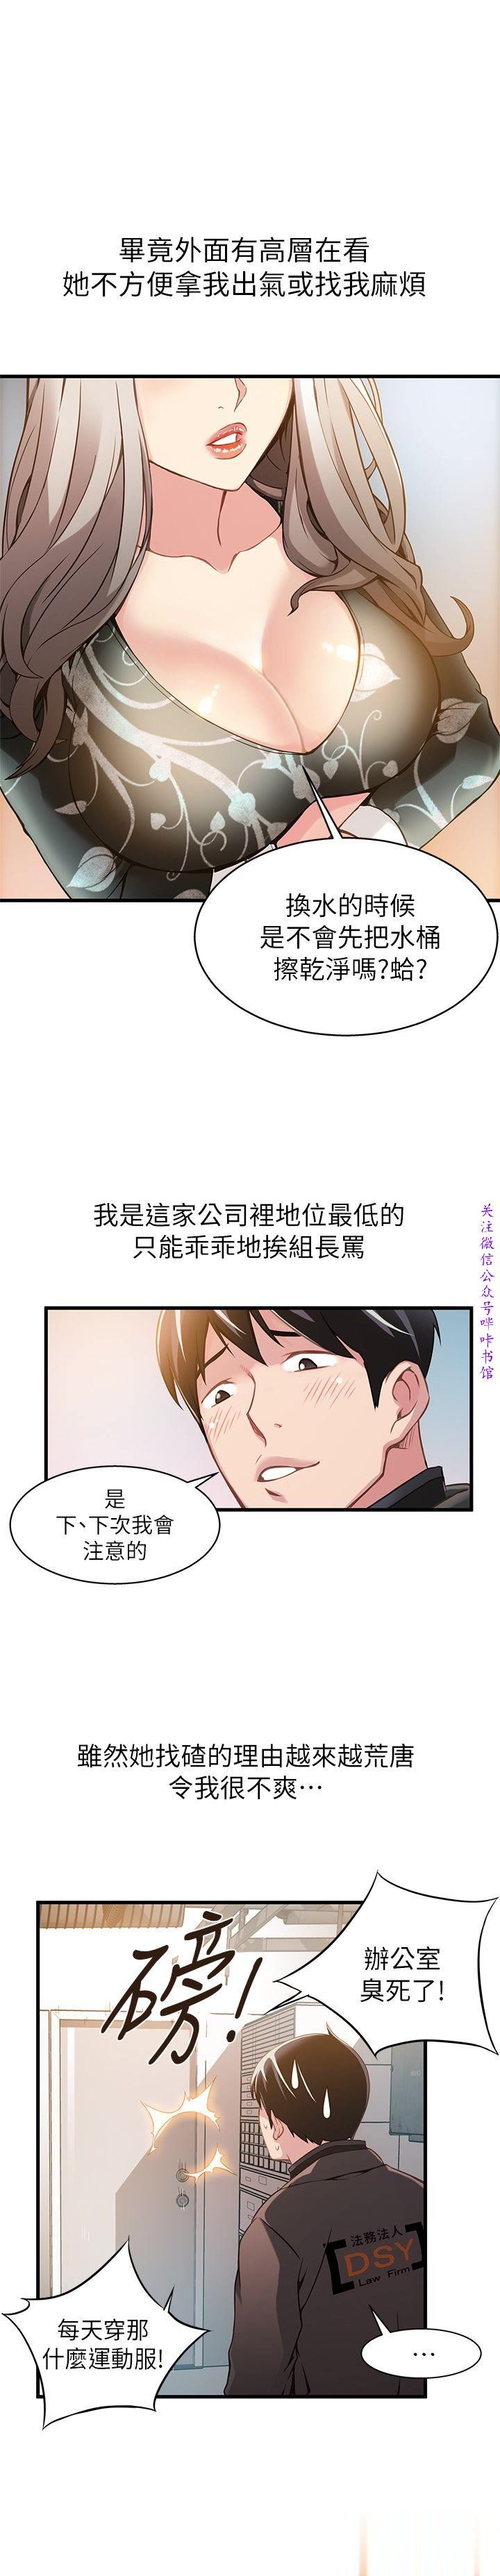 畢竟外面有高層在看
她不方便拿我出氣或找我麻煩
換水的時候
是不會先把水桶
擦乾淨嗎?蛤?
我是這家公司裡地位最低的
只能乖乖地挨組長罵
关注微信公众号哔咔书馆
是
下、下次我會
注意的
雖然她找碴的理由越來越荒唐
令我很不爽…
磅!
辦公室
臭死了!
法務法人
DSY
Law Firm
每天穿那
什麼運動服!
…